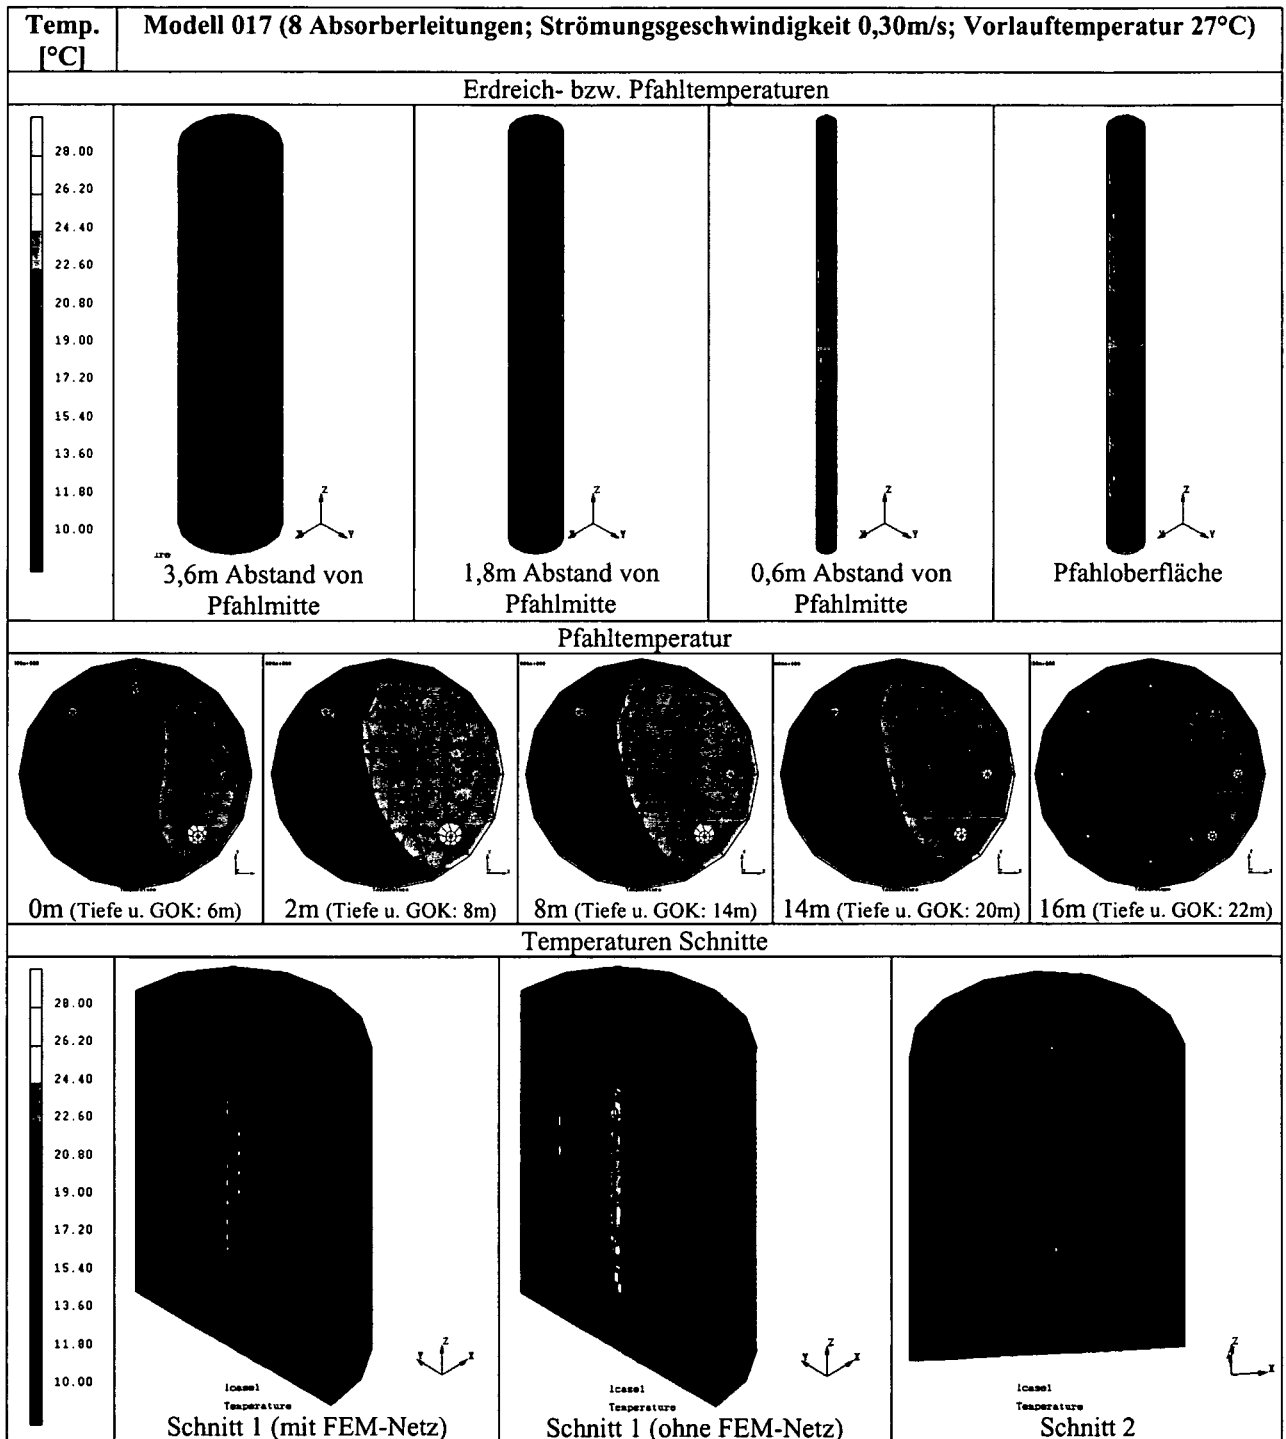 Temp.
[°C]
Modell 017 (8 Absorberleitungen; Strömungsgeschwindigkeit 0,30m/s; Vorlauftemperatur 27°C)
Erdreich- bzw. Pfahltemperaturen
28.00
26.20
24.40
22.60
20.80
19.00
17.20
15.40
13.60
11.80
10.00
Z
Y
3,6m Abstand von
Pfahlmitte
Z
Y
1,8m Abstand von
Pfahlmitte
Z
Y
0,6m Abstand von
Pfahlmitte
Z
Y
Pfahloberfläche
Pfahltemperatur
0m (Tiefe u. GOK: 6m)
2m (Tiefe u. GOK: 8m)
8m (Tiefe u. GOK: 14m)
14m (Tiefe u. GOK: 20m)
16m (Tiefe u. GOK: 22m)
Temperaturen Schnitte
28.00
26.20
24.40
22.60
20.80
19.00
17.20
15.40
13.60
11.80
10.00
Z
Y
X
lcase1
Temperature
Schnitt 1 (mit FEM-Netz)
Z
Y
X
lcase1
Temperature
Schnitt 1 (ohne FEM-Netz)
Z
X
lcase1
Temperature
Schnitt 2